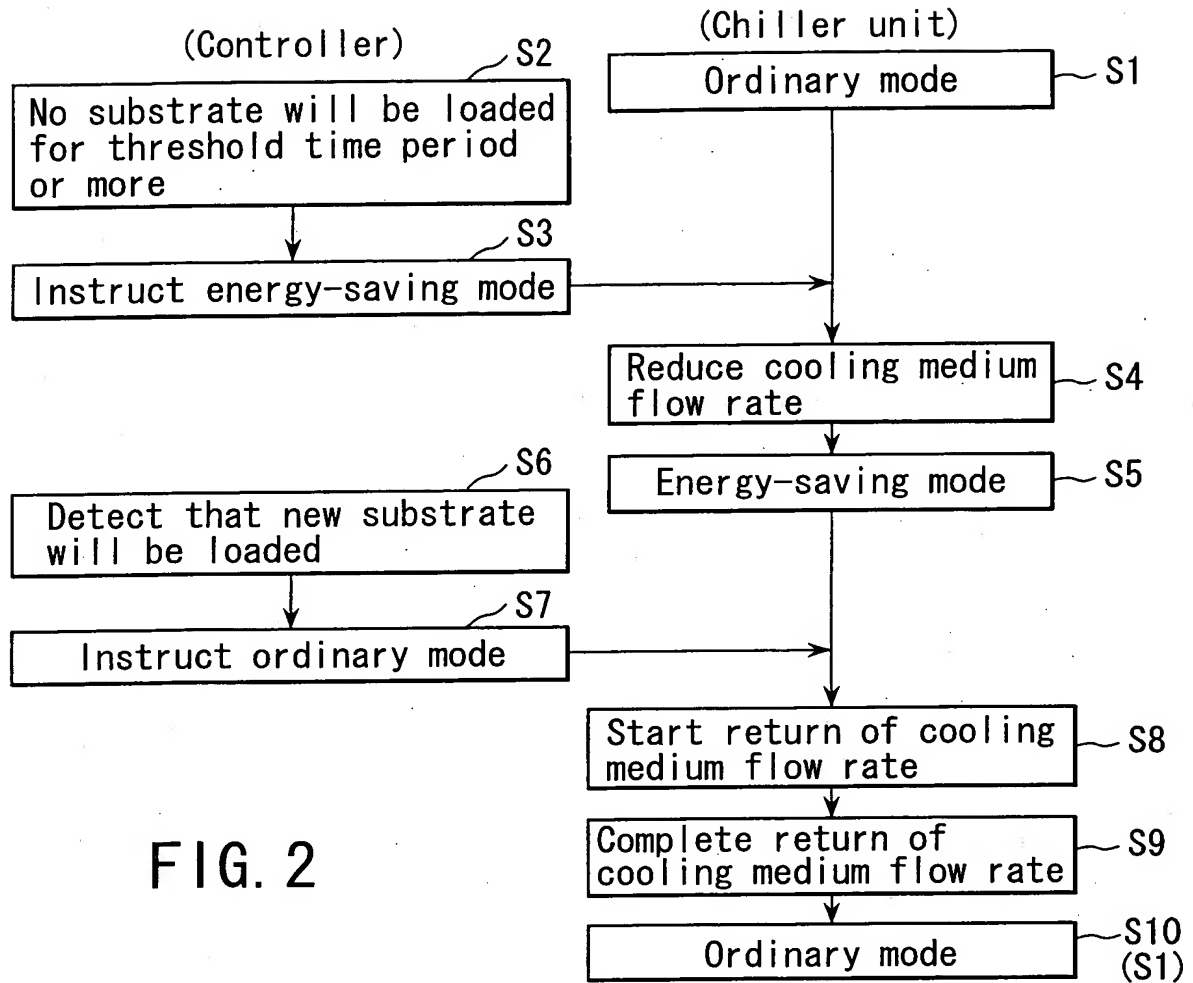 (Controller)
(Chiller unit)
S2
No substrate will be loaded
for threshold time period
or more
Ordinary mode
S1
S3
Instruct energy-saving mode
Reduce cooling medium
flow rate
S4
Energy-saving mode
S5
S6
Detect that new substrate
will be loaded
S7
Instruct ordinary mode
Start return of cooling
medium flow rate
S8
Complete return of
cooling medium flow rate
S9
Ordinary mode
S10
(S1)
FIG. 2